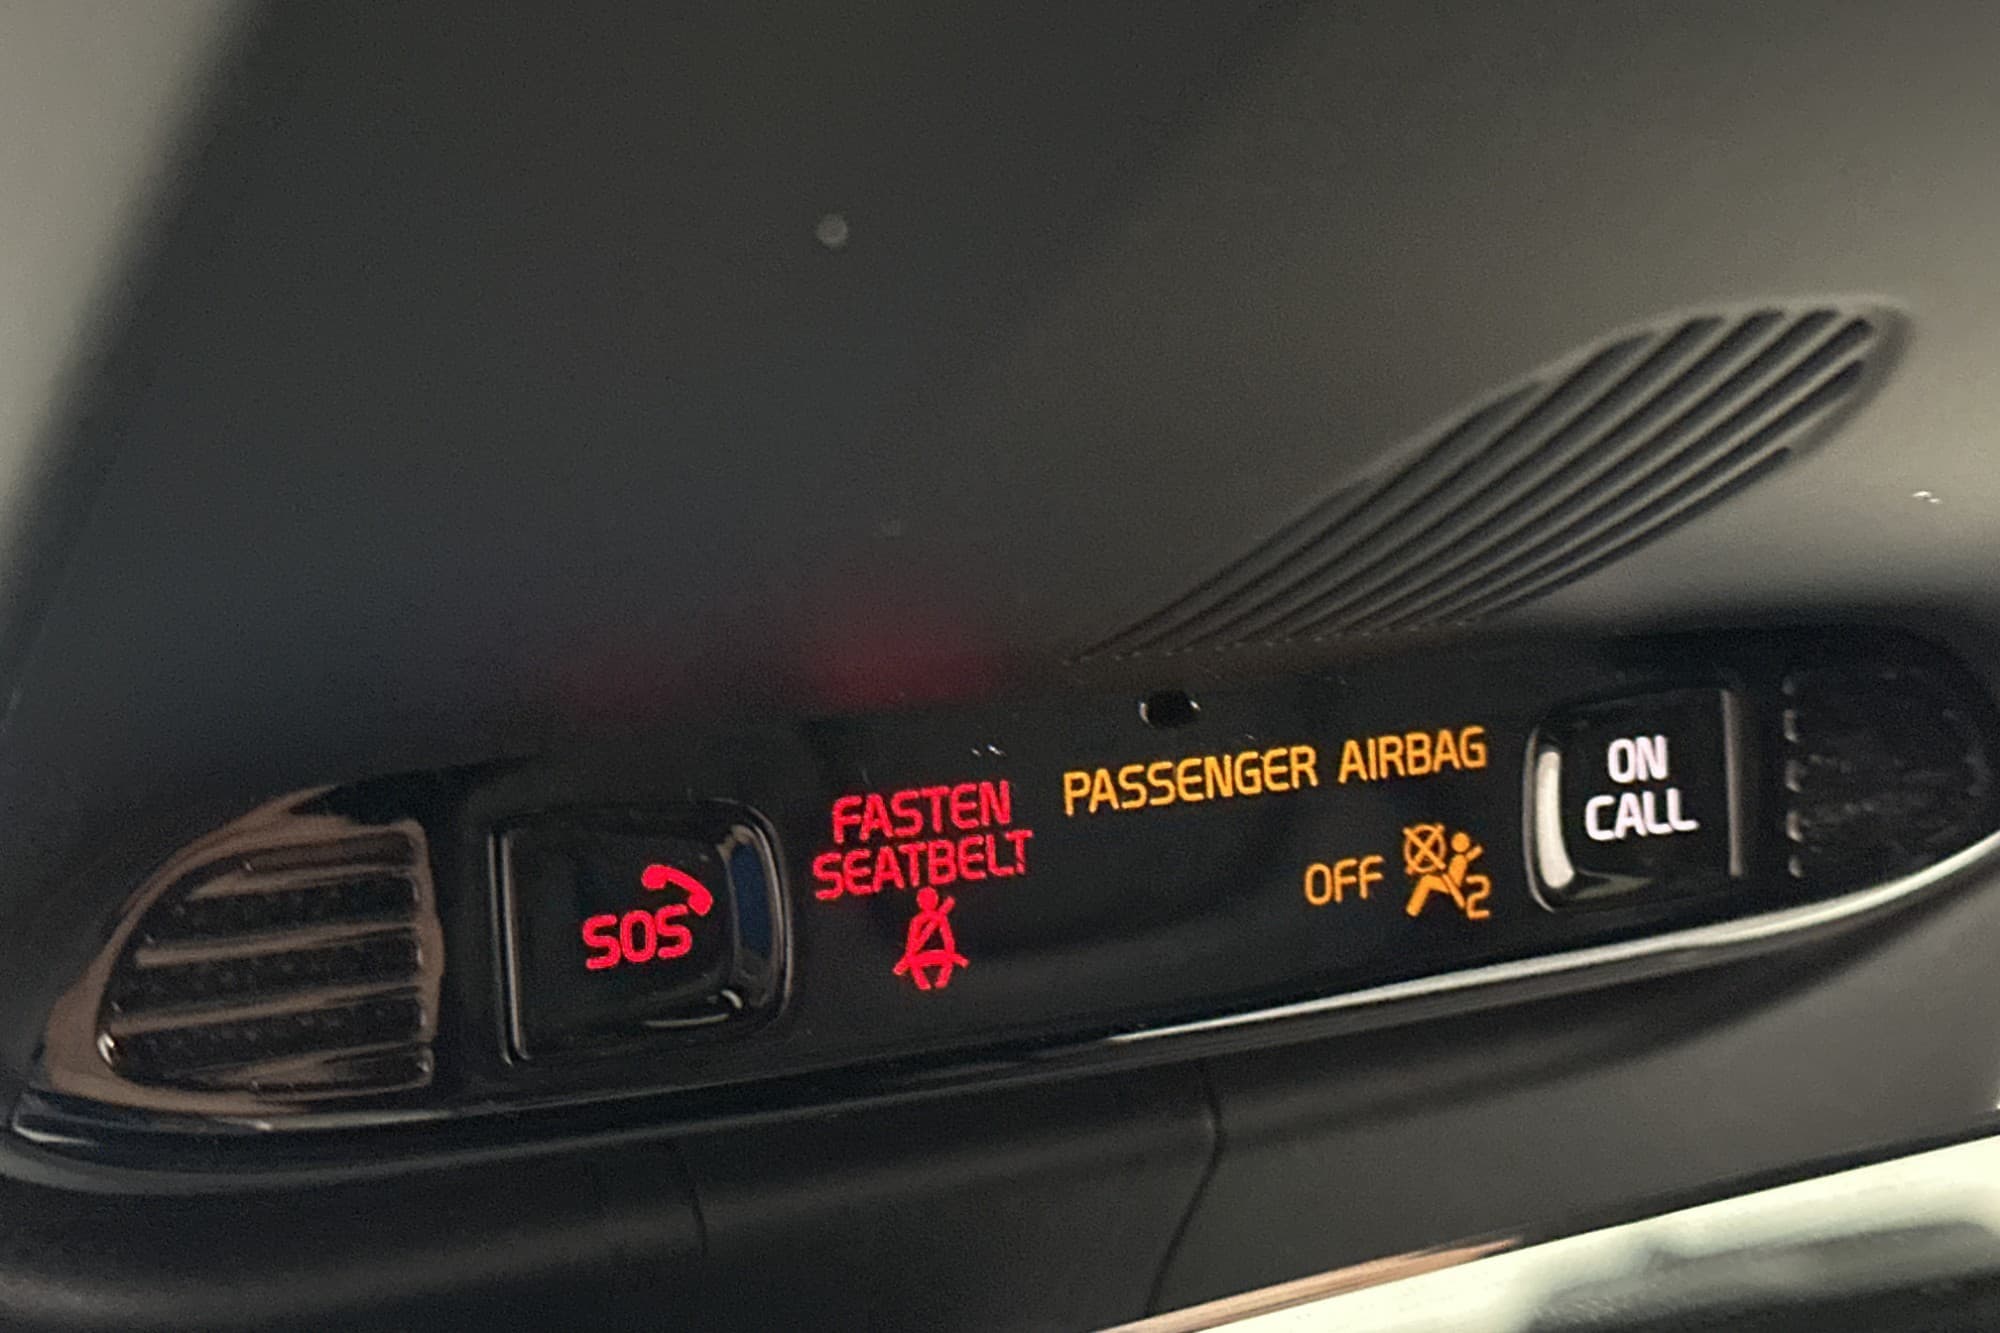 SOS
FASTEN
SEATBELT
PASSENGER AIRBAG
OFF 2
ON
CALL